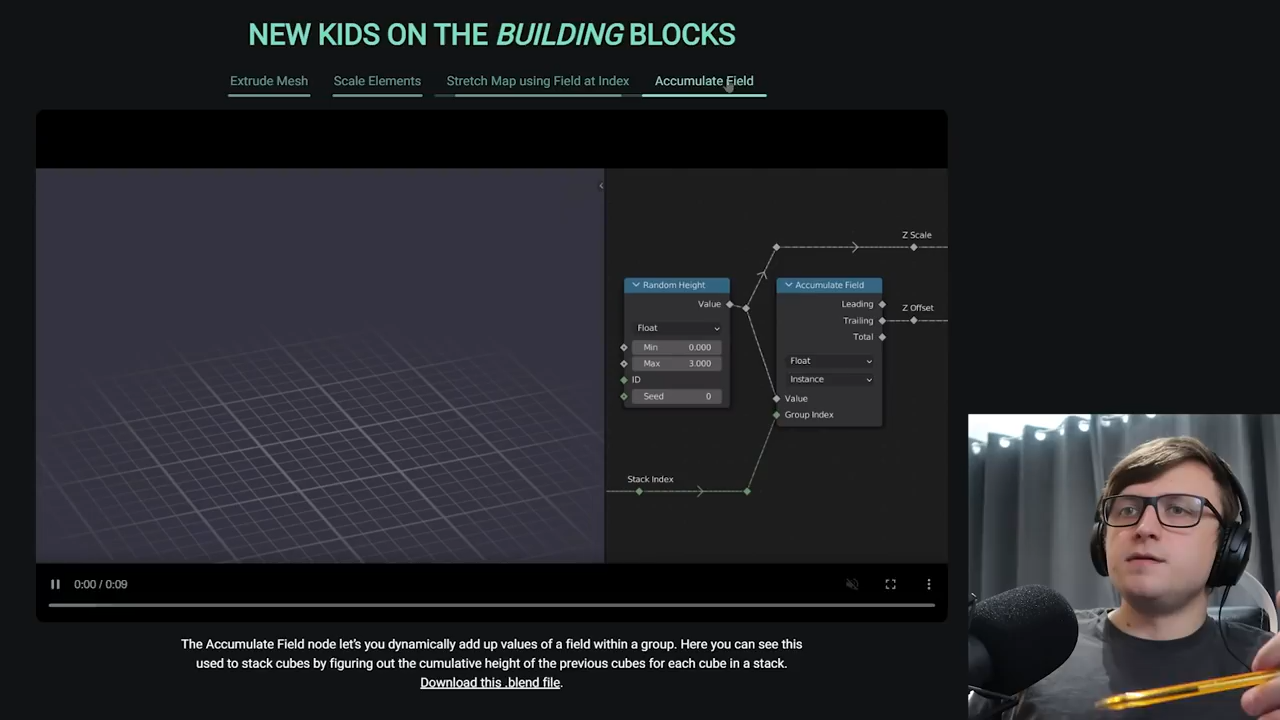 NEW KIDS ON THE BUILDING BLOCKS
Extrude Mesh
Scale Elements
Stretch Map using Field at Index
Accumulate Field
Z Scale
Random Height
Value
Float
Min 0.000
Max 3.000
ID
Seed 0
Accumulate Field
Leading
Trailing
Total
Float
Instance
Value
Group Index
Z Offset
Stack Index
0:00 / 0:09
The Accumulate Field node let's you dynamically add up values of a field within a group. Here you can see this
used to stack cubes by figuring out the cumulative height of the previous cubes for each cube in a stack.
Download this .blend file.